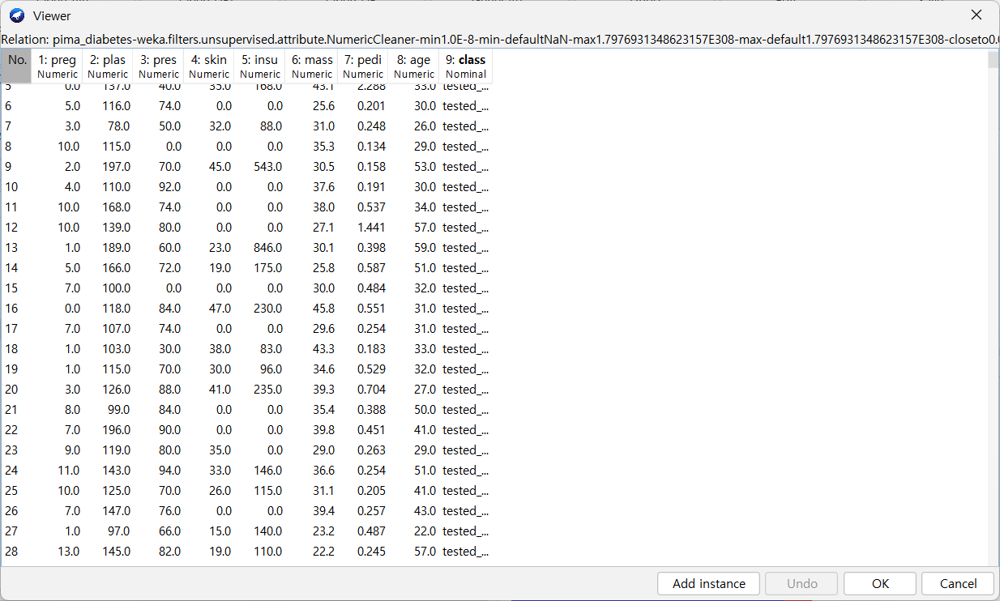 Viewer
Relation: pima_diabetes-weka.filters.unsupervised.attribute.NumericCleaner-min1.0E-8-min-defaultNaN-max1.7976931348623157E308-max-default1.7976931348623157E308-closeto0.0
No. 1: preg 2: plas 3: pres 4: skin 5: insu 6: mass 7: pedi 8: age 9: class
Numeric Numeric Numeric Numeric Numeric Numeric Numeric Numeric Nominal
5 0.0 137.0 40.0 35.0 168.0 43.1 2.288 33.0 tested_...
6 5.0 116.0 74.0 0.0 0.0 25.6 0.201 30.0 tested_...
7 3.0 78.0 50.0 32.0 88.0 31.0 0.248 26.0 tested_...
8 10.0 115.0 0.0 0.0 0.0 35.3 0.134 29.0 tested_...
9 2.0 197.0 70.0 45.0 543.0 30.5 0.158 53.0 tested_...
10 4.0 110.0 92.0 0.0 0.0 37.6 0.191 30.0 tested_...
11 10.0 168.0 74.0 0.0 0.0 38.0 0.537 34.0 tested_...
12 10.0 139.0 80.0 0.0 0.0 27.1 1.441 57.0 tested_...
13 1.0 189.0 60.0 23.0 846.0 30.1 0.398 59.0 tested_...
14 5.0 166.0 72.0 19.0 175.0 25.8 0.587 51.0 tested_...
15 7.0 100.0 0.0 0.0 0.0 30.0 0.484 32.0 tested_...
16 0.0 118.0 84.0 47.0 230.0 45.8 0.551 31.0 tested_...
17 7.0 107.0 74.0 0.0 0.0 29.6 0.254 31.0 tested_...
18 1.0 103.0 30.0 38.0 83.0 43.3 0.183 33.0 tested_...
19 1.0 115.0 70.0 30.0 96.0 34.6 0.529 32.0 tested_...
20 3.0 126.0 88.0 41.0 235.0 39.3 0.704 27.0 tested_...
21 8.0 99.0 84.0 0.0 0.0 35.4 0.388 50.0 tested_...
22 7.0 196.0 90.0 0.0 0.0 39.8 0.451 41.0 tested_...
23 9.0 119.0 80.0 35.0 0.0 29.0 0.263 29.0 tested_...
24 11.0 143.0 94.0 33.0 146.0 36.6 0.254 51.0 tested_...
25 10.0 125.0 70.0 26.0 115.0 31.1 0.205 41.0 tested_...
26 7.0 147.0 76.0 0.0 0.0 39.4 0.257 43.0 tested_...
27 1.0 97.0 66.0 15.0 140.0 23.2 0.487 22.0 tested_...
28 13.0 145.0 82.0 19.0 110.0 22.2 0.245 57.0 tested_...
Add instance Undo OK Cancel